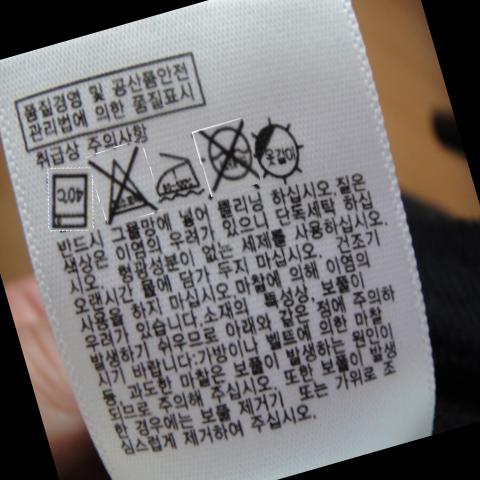 품질경영 및 공산품안전
관리법에 의한 품질표시
취급상 주의사항
40℃
옷걸이
반드시 그물망에 넣어 클리닝 하십시오. 짙은
색상은 이염의 우려가 있으니 단독세탁 하십
시오. 형광성분이 없는 세제를 사용하십시오.
오랜시간 물에 담가 두지 마십시오. 건조기
사용을 하지 마십시오. 마찰에 의해 이염의
우려가 있습니다. 소재의 특성상, 보풀이
발생하기 쉬우므로 아래와 같은 점에 주의하
시기 바랍니다: 가방이나 벨트에 의한 마찰
등, 과도한 마찰은 보풀이 발생하는 원인이
되므로 주의해 주십시오. 또한 보풀이 발생
한 경우에는 보풀 제거기 또는 가위로 조
심스럽게 제거하여 주십시오.